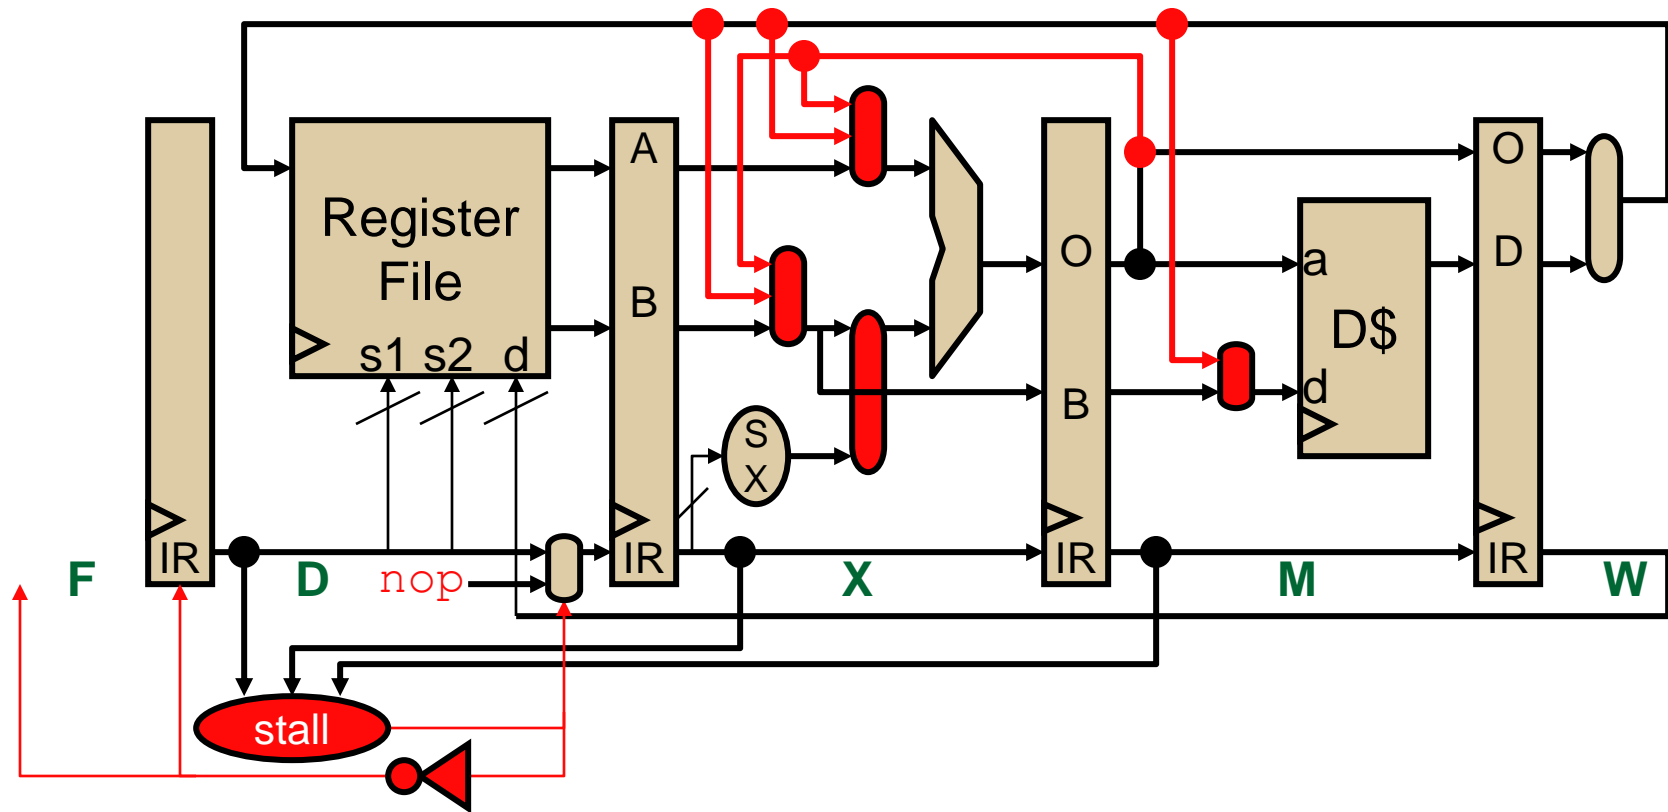 Register
File
s1 s2 d
A
B
S
X
O
B
a
D$
d
O
D
IR
IR
IR
IR
F
D
nop
X
M
W
stall